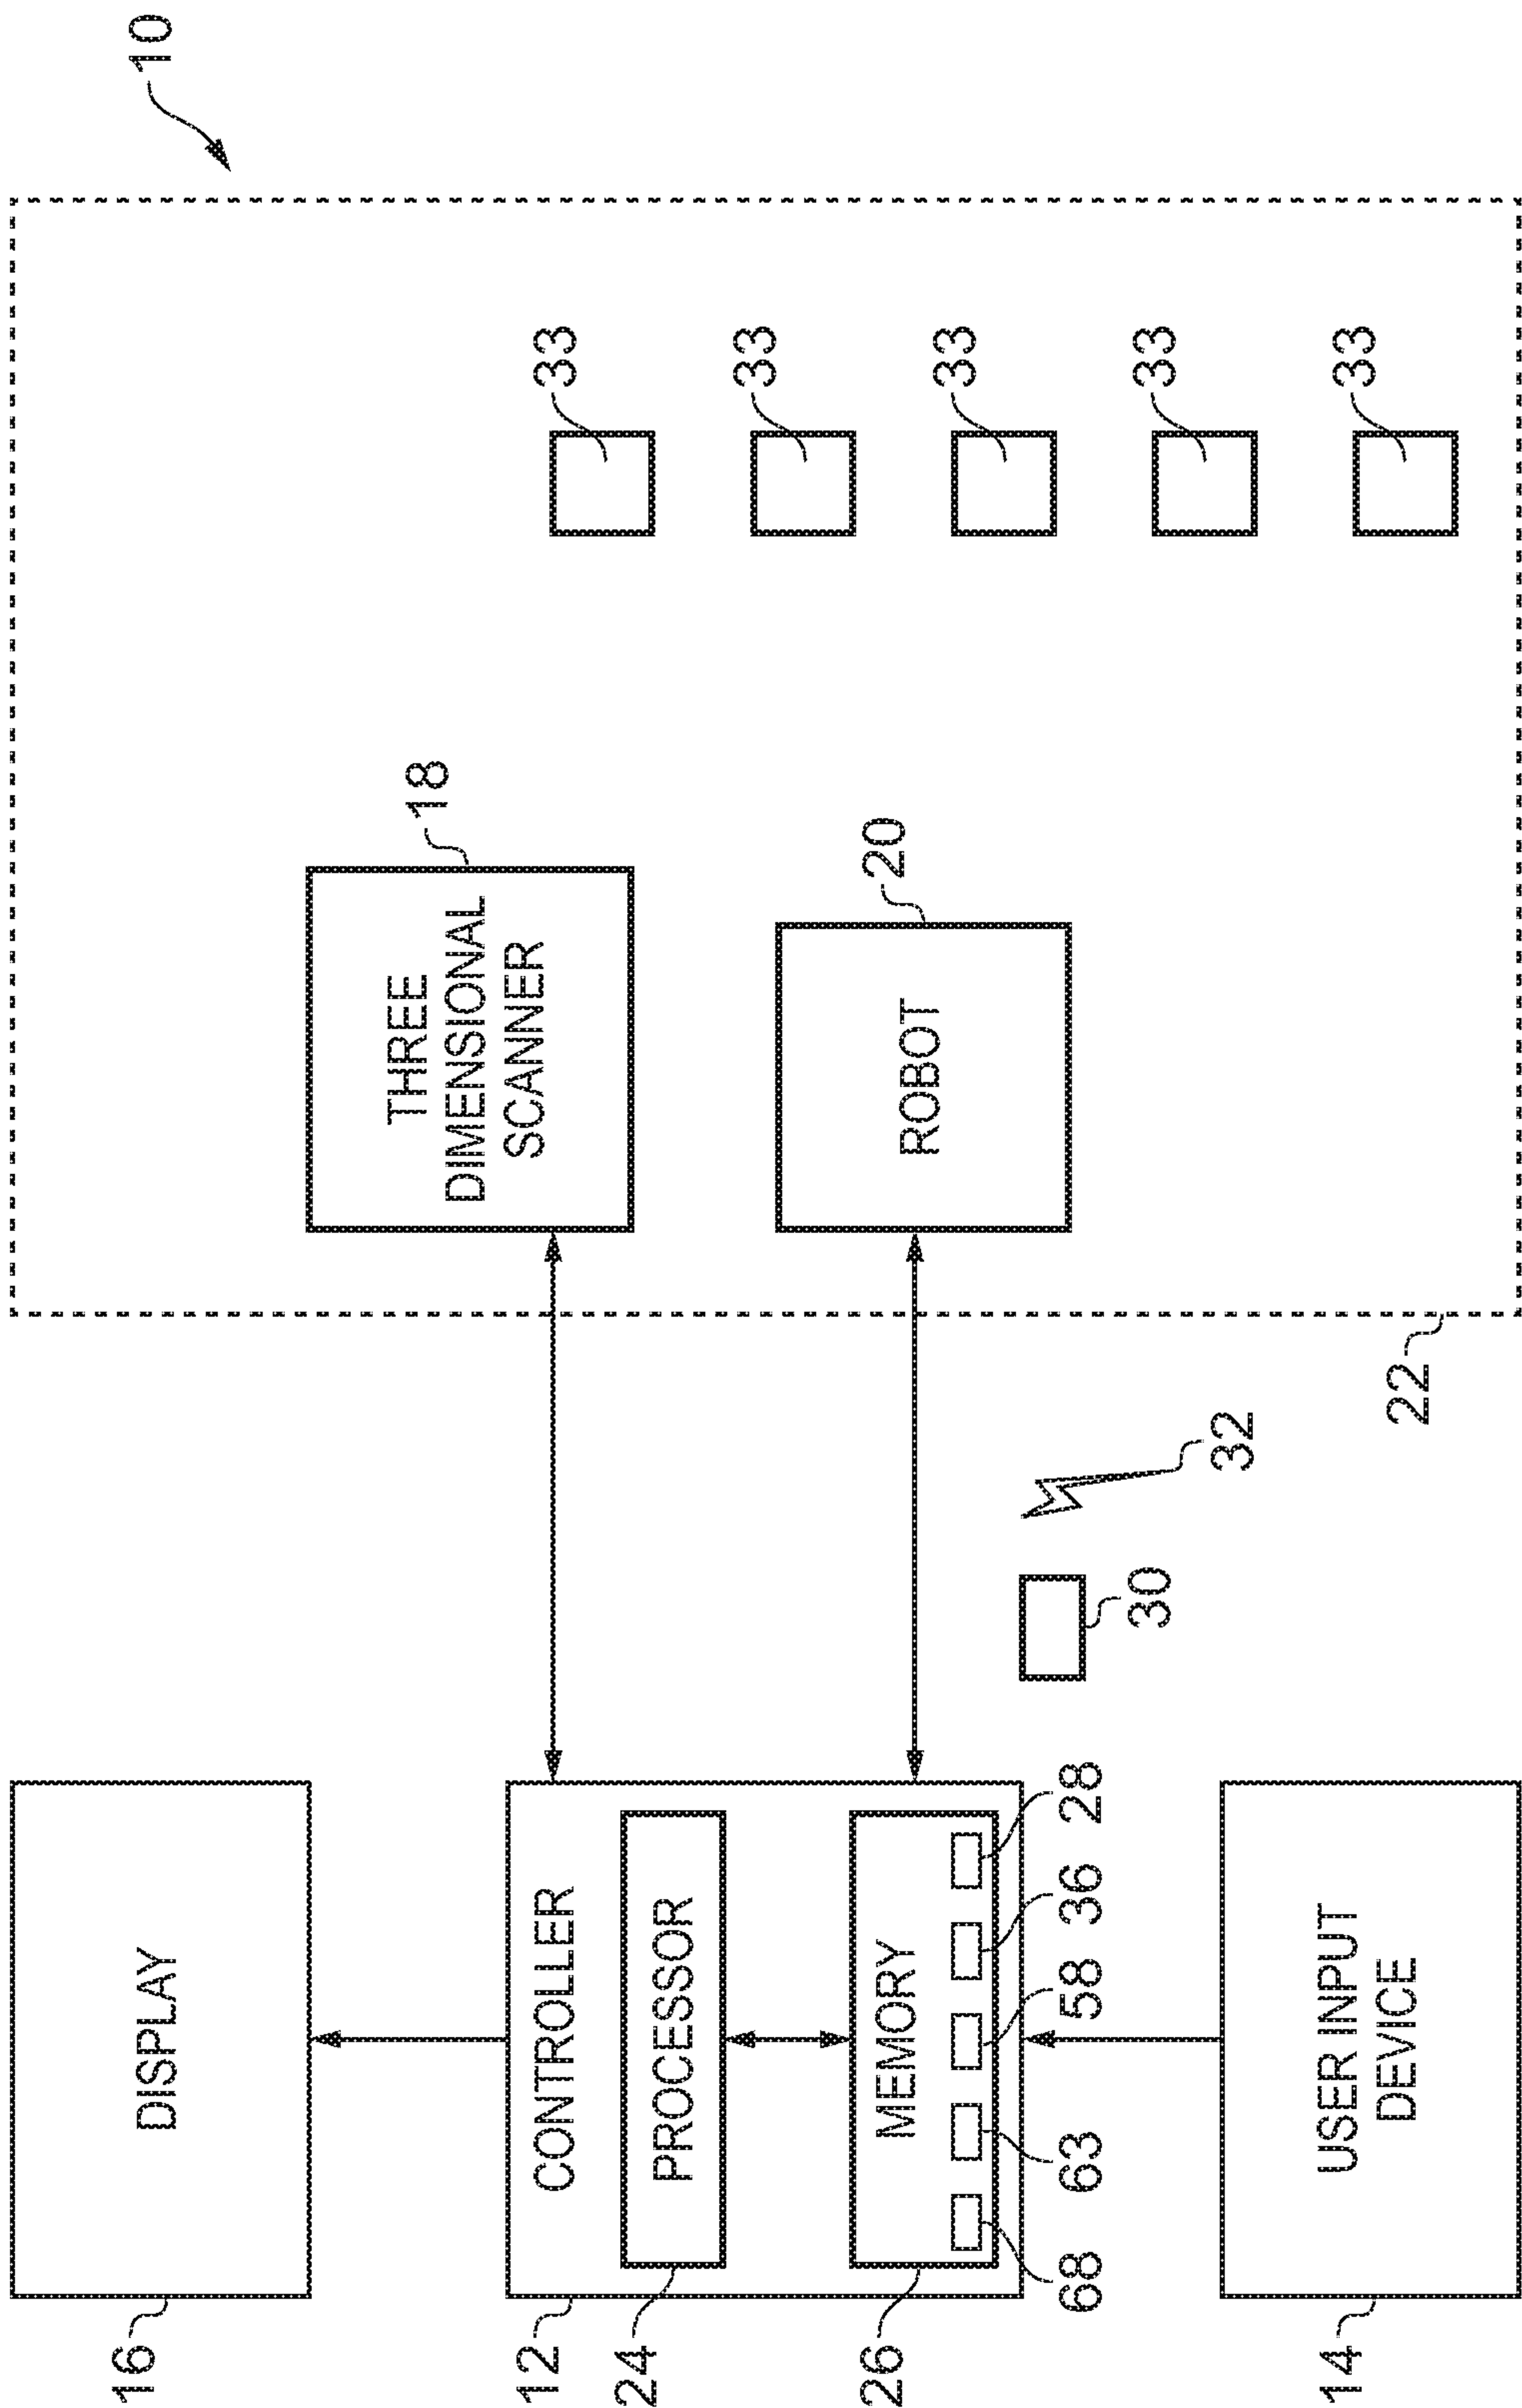 10
16
DISPLAY
12
CONTROLLER
24
PROCESSOR
26
MEMORY
68
63
58
36
28
14
USER INPUT
DEVICE
30
32
18
THREE
DIMENSIONAL
SCANNER
20
ROBOT
22
33
33
33
33
33